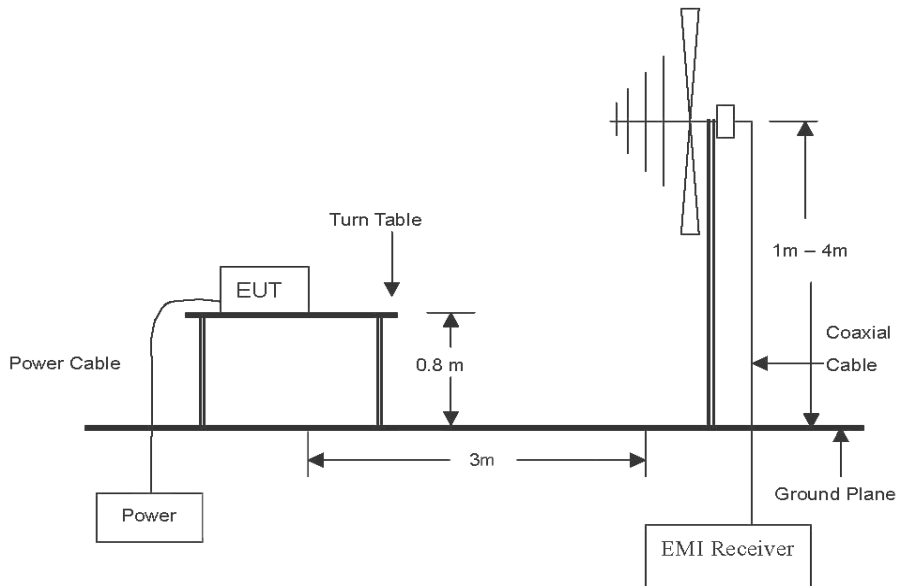 Turn Table
1m – 4m
EUT
Coaxial
Cable
Power Cable
0.8 m
3m
Ground Plane
Power
EMI Receiver